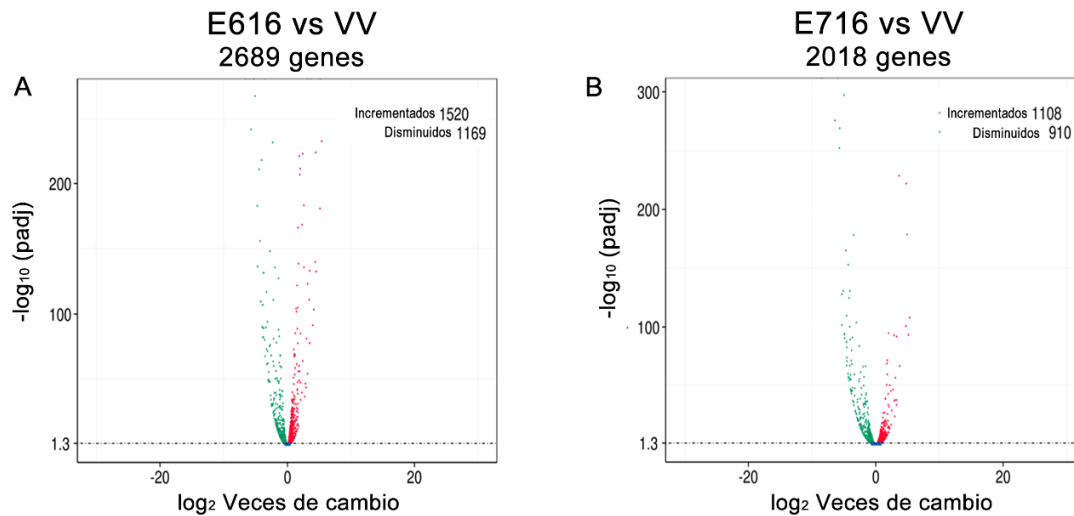 E616 vs VV
2689 genes
A
Incrementados 1520
Disminuidos 1169
200
100
1.3
-log10 (padj)
-20
0
20
log2 Veces de cambio
E716 vs VV
2018 genes
B
Incrementados 1108
Disminuidos 910
300
200
100
1.3
-log10 (padj)
-20
0
20
log2 Veces de cambio